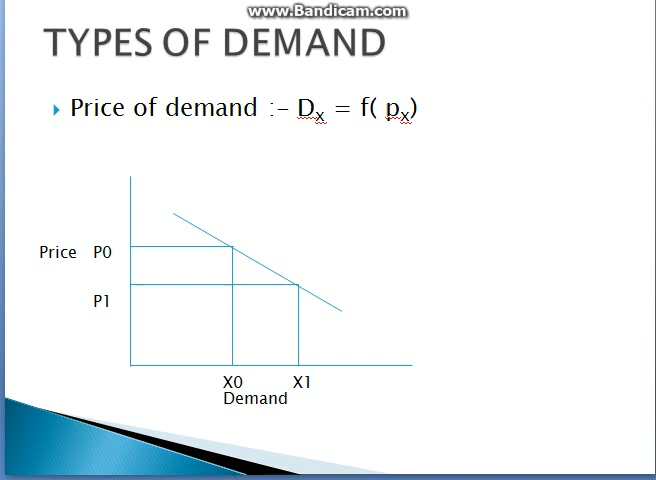 www.Bandicam.com
TYPES OF DEMAND
Price of demand :- Dx = f( px)
Price P0
P1
X0 X1
Demand